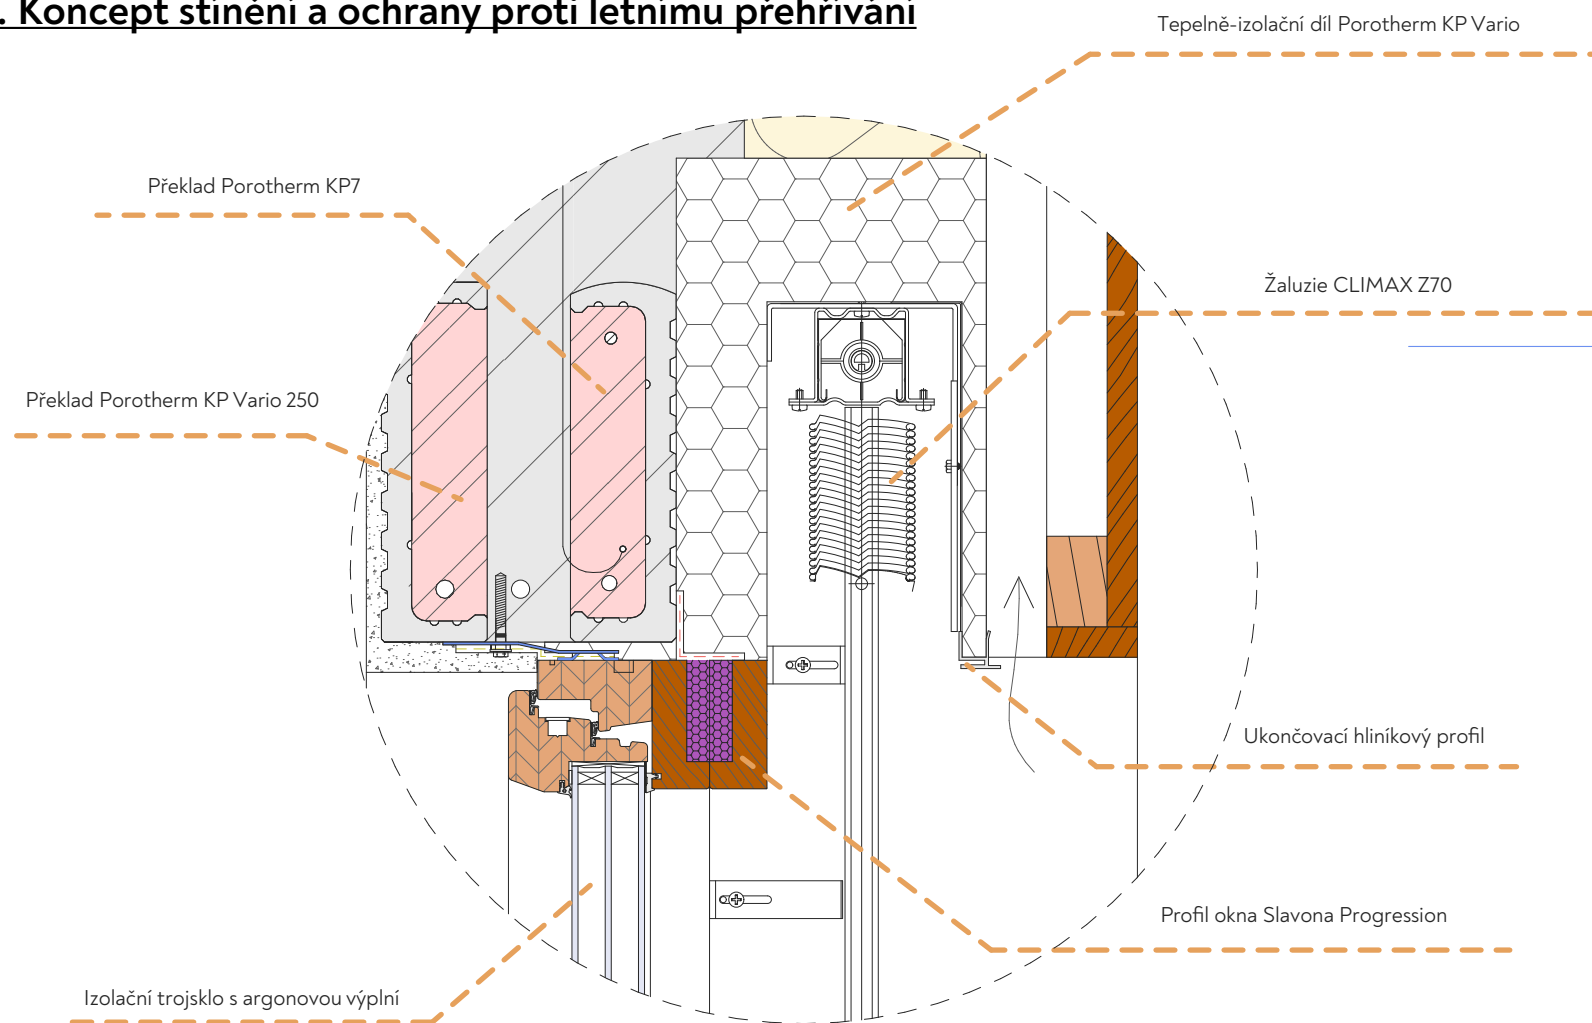 . Koncept stínění a ochrany proti letnímu přehřívání
Tepelně-izolační díl Porotherm KP Vario
Překlad Porotherm KP7
Žaluzie CLIMAX Z70
Překlad Porotherm KP Vario 250
Ukončovací hliníkový profil
Profil okna Slavona Progression
Izolační trojsklo s argonovou výplní